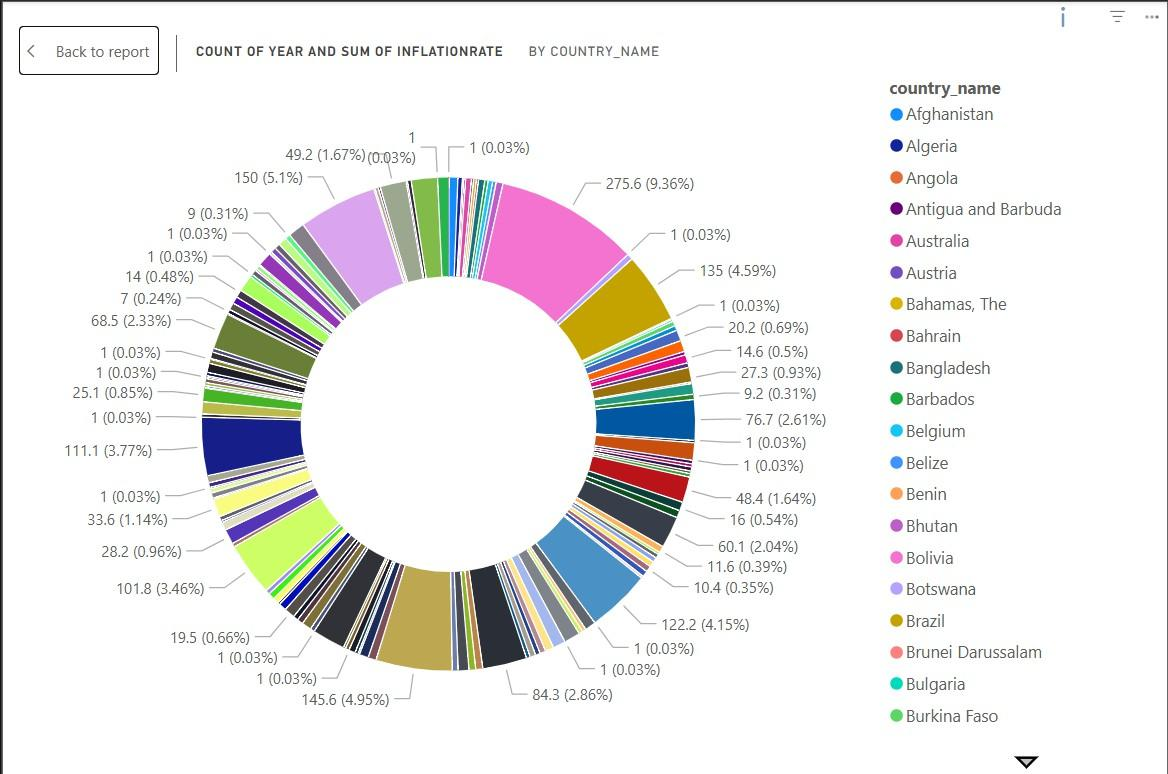 Back to report
COUNT OF YEAR AND SUM OF INFLATIONRATE BY COUNTRY_NAME
country_name
Afghanistan
Algeria
Angola
Antigua and Barbuda
Australia
Austria
Bahamas, The
Bahrain
Bangladesh
Barbados
Belgium
Belize
Benin
Bhutan
Bolivia
Botswana
Brazil
Brunei Darussalam
Bulgaria
Burkina Faso
1 (0.03%)
275.6 (9.36%)
1 (0.03%)
135 (4.59%)
1 (0.03%)
20.2 (0.69%)
14.6 (0.5%)
27.3 (0.93%)
9.2 (0.31%)
76.7 (2.61%)
1 (0.03%)
1 (0.03%)
48.4 (1.64%)
16 (0.54%)
60.1 (2.04%)
11.6 (0.39%)
10.4 (0.35%)
122.2 (4.15%)
1 (0.03%)
1 (0.03%)
84.3 (2.86%)
145.6 (4.95%)
1 (0.03%)
1 (0.03%)
19.5 (0.66%)
101.8 (3.46%)
28.2 (0.96%)
33.6 (1.14%)
1 (0.03%)
111.1 (3.77%)
1 (0.03%)
25.1 (0.85%)
1 (0.03%)
1 (0.03%)
68.5 (2.33%)
7 (0.24%)
14 (0.48%)
1 (0.03%)
1 (0.03%)
9 (0.31%)
150 (5.1%)
49.2 (1.67%)
1
(0.03%)